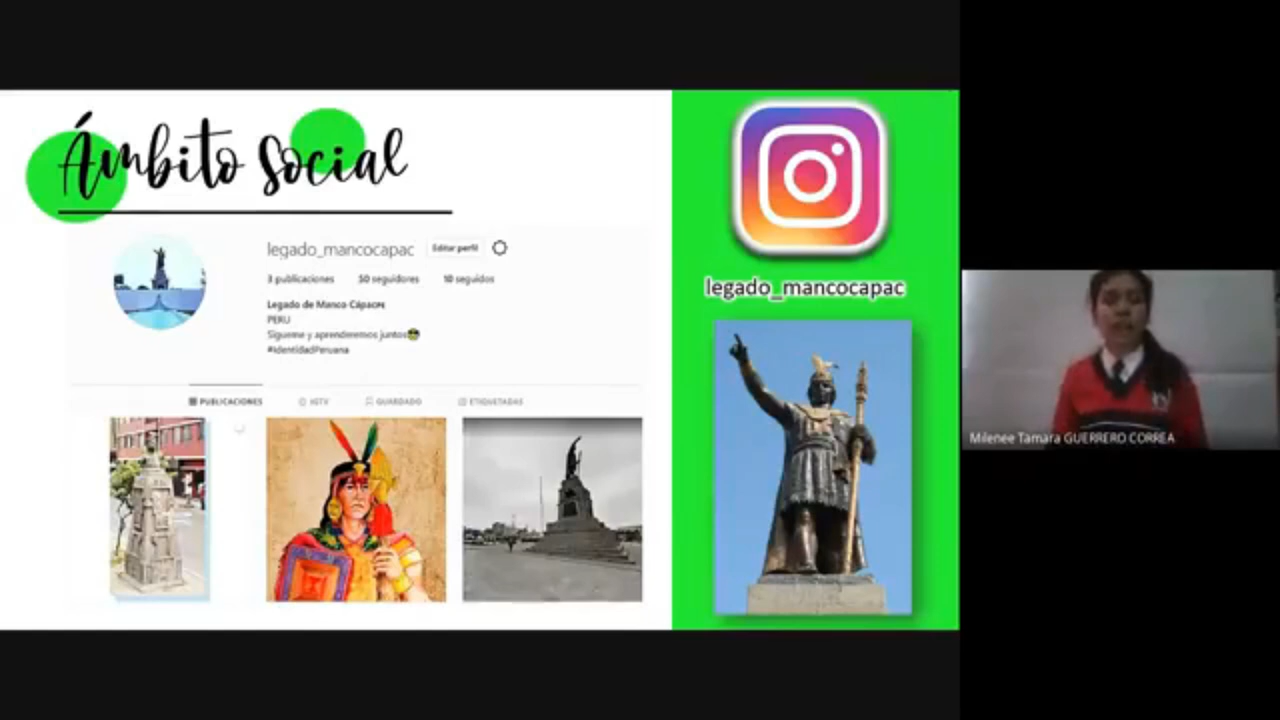 Ámbito Social
legado_mancocapac Editar perfil
3 publicaciones 50 seguidores 10 seguidos
Legado de Manco Cápac
PERU
Sígueme y aprenderemos juntos😎
#IdentidadPeruana
PUBLICACIONES IGTV GUARDADO ETIQUETADAS
legado_mancocapac
Milenee Tamara GUERRERO CORREA